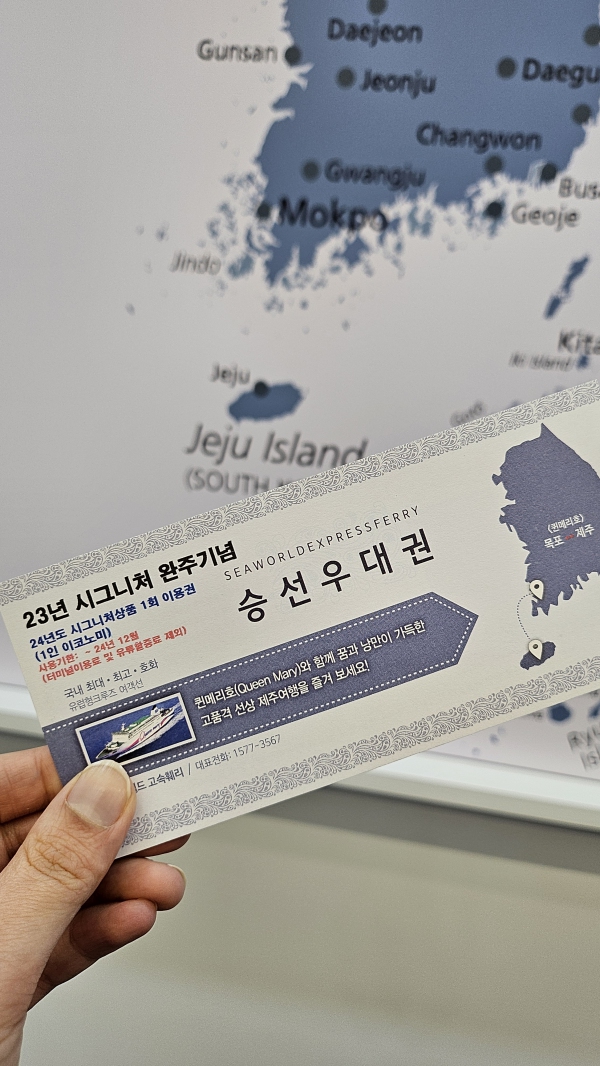 Daejeon
Gunsan
Jeonju
Daegu
Changwon
Gwangju
Mokpo
Geoje
Jindo
Jeju
Jeju Island
(SOUTH
SEAWORLDEXPRESSFERRY
승선우대권
23년 시그니처 완주기념
24년도 시그니처상품 1회 이용권
(1인 이코노미)
사용기한: ~ 24년 12월
(터미널이용료 및 유류할증료 제외)
국내 최대 · 최고 · 호화
유럽형크루즈 여객선
퀸메리호(Queen Mary)와 함께 꿈과 낭만이 가득한
고품격 선상 제주여행을 즐겨 보세요!
고속훼리 / 대표전화: 1577-3567
(퀸메리호)
목포 제주